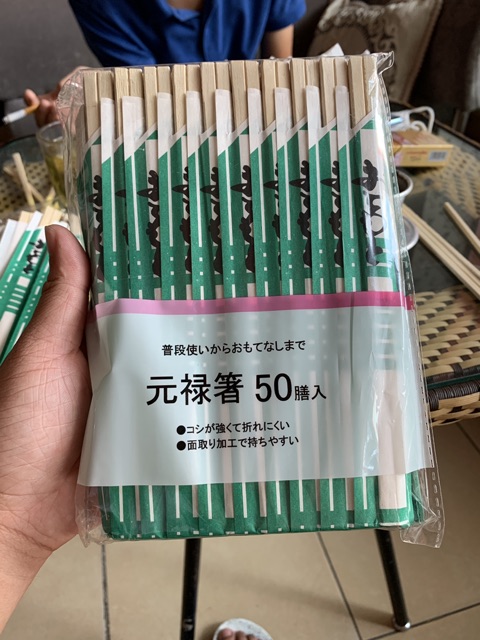 普段使いからおもてなしまで
元禄箸 50膳入
●コシが強くて折れにくい
●面取り加工で持ちやすい